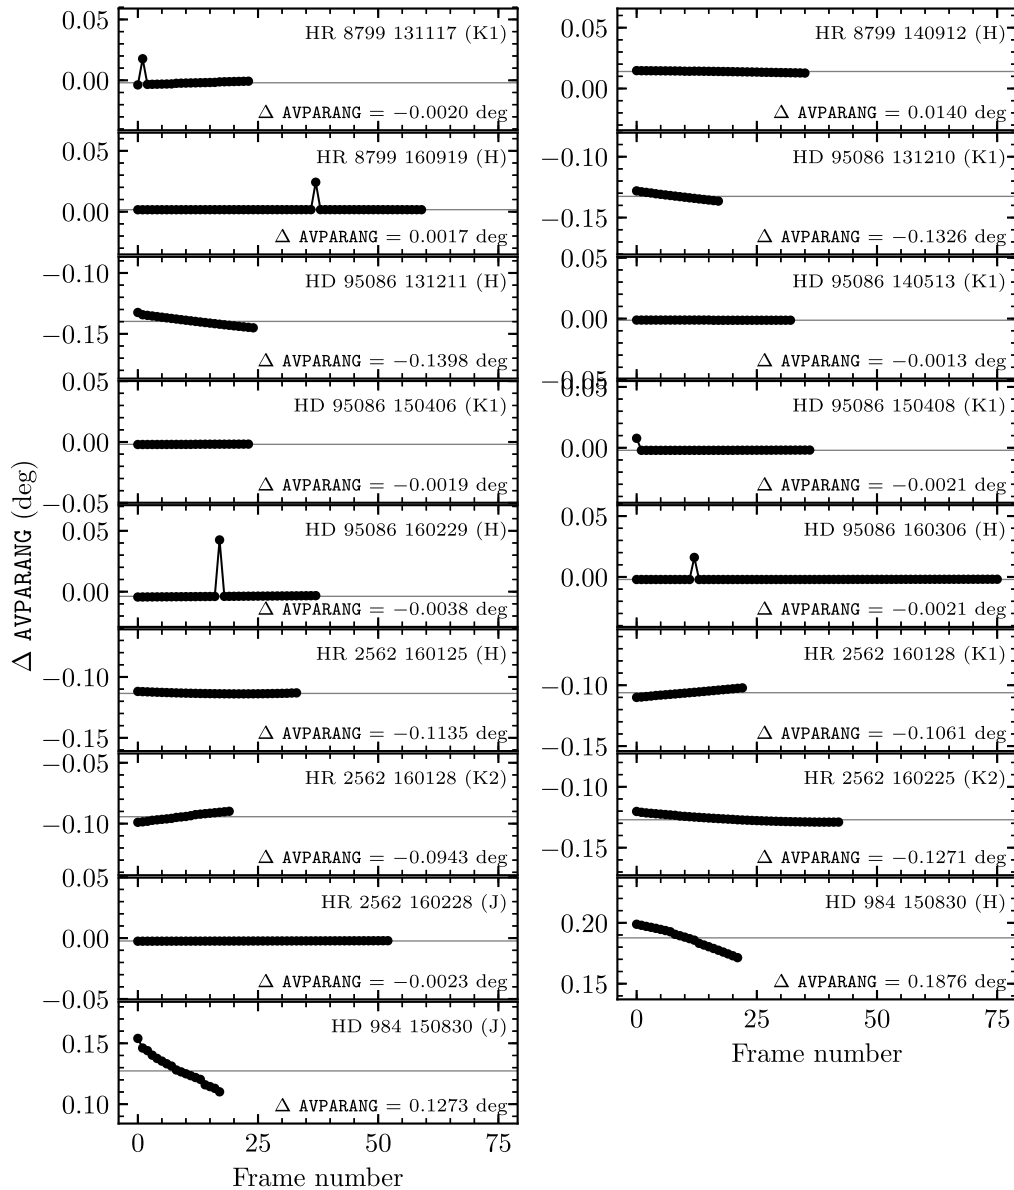 HR 8799 131117 (K1)
0.05
0.00
Δ AVPARANG = −0.0020 deg
HR 8799 140912 (H)
0.05
0.00
Δ AVPARANG = 0.0140 deg
HR 8799 160919 (H)
0.05
0.00
Δ AVPARANG = 0.0017 deg
HD 95086 131210 (K1)
−0.10
−0.15
Δ AVPARANG = −0.1326 deg
HD 95086 131211 (H)
−0.10
−0.15
Δ AVPARANG = −0.1398 deg
HD 95086 140513 (K1)
0.05
0.00
−0.05
Δ AVPARANG = −0.0013 deg
HD 95086 150406 (K1)
0.05
0.00
−0.05
Δ AVPARANG = −0.0019 deg
HD 95086 150408 (K1)
0.05
0.00
Δ AVPARANG = −0.0021 deg
HD 95086 160229 (H)
0.05
0.00
Δ AVPARANG = −0.0038 deg
HD 95086 160306 (H)
0.05
0.00
Δ AVPARANG = −0.0021 deg
HR 2562 160125 (H)
−0.10
−0.15
Δ AVPARANG = −0.1135 deg
HR 2562 160128 (K1)
−0.10
−0.15
Δ AVPARANG = −0.1061 deg
HR 2562 160128 (K2)
−0.05
−0.10
Δ AVPARANG = −0.0943 deg
HR 2562 160225 (K2)
−0.10
−0.15
Δ AVPARANG = −0.1271 deg
HR 2562 160228 (J)
0.05
0.00
−0.05
Δ AVPARANG = −0.0023 deg
HD 984 150830 (H)
0.20
0.15
Δ AVPARANG = 0.1876 deg
0 25 50 75
Frame number
HD 984 150830 (J)
0.15
0.10
Δ AVPARANG = 0.1273 deg
0 25 50 75
Frame number
Δ AVPARANG (deg)